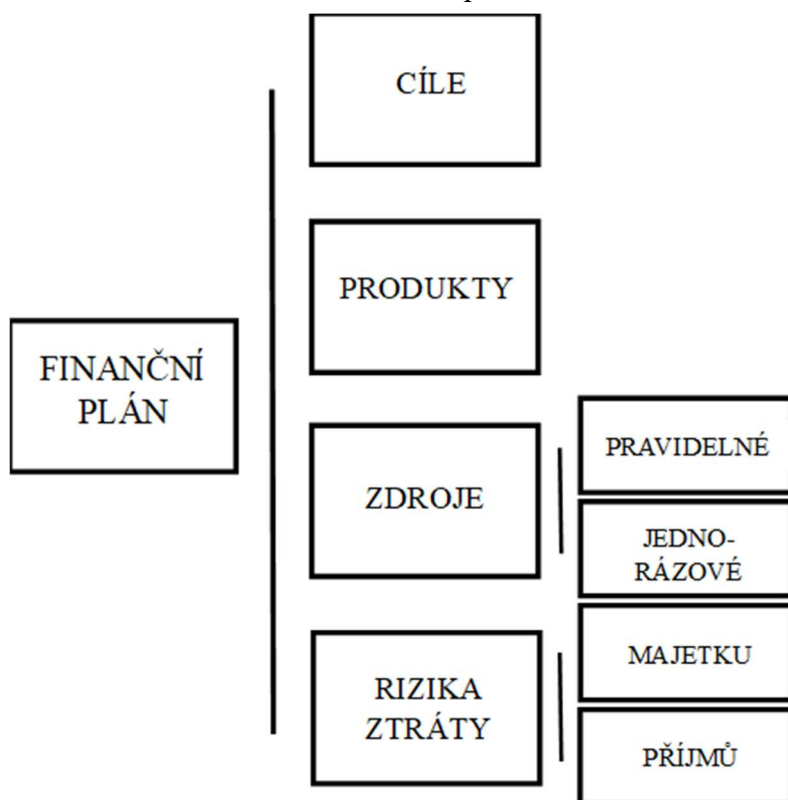 CÍLE
PRODUKTY
FINANČNÍ
PLÁN
ZDROJE
PRAVIDELNÉ
JEDNO-
RÁZOVÉ
RIZIKA
ZTRÁTY
MAJETKU
PŘÍJMŮ